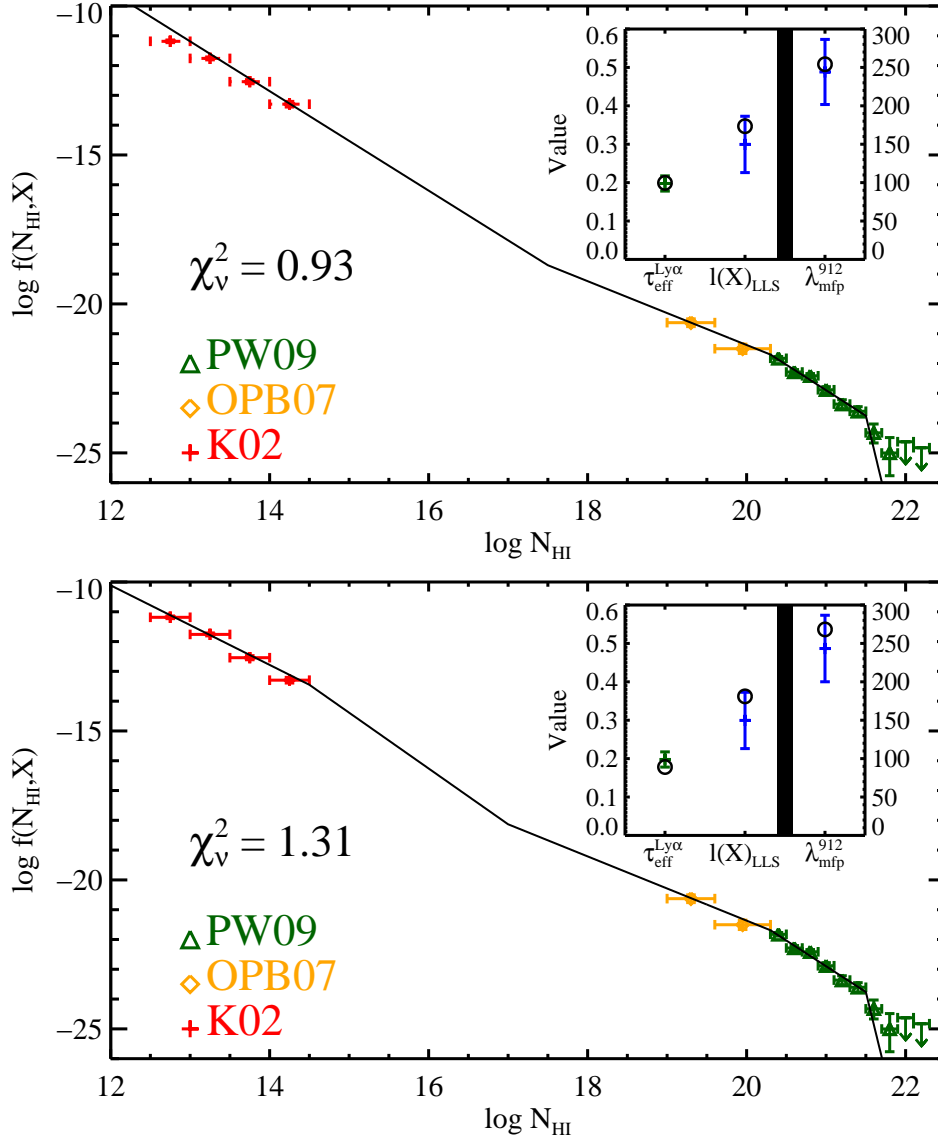 −10
−15
−20
−25
log f(N_HI,X)
χ²_ν = 0.93
PW09
OPB07
K02
12 14 16 18 20 22
log N_HI
0.6
0.5
0.4
0.3
0.2
0.1
0.0
Value
300
250
200
150
100
50
0
τ_eff^Lyα l(X)_LLS λ_mfp^912
−10
−15
−20
−25
log f(N_HI,X)
χ²_ν = 1.31
PW09
OPB07
K02
12 14 16 18 20 22
log N_HI
0.6
0.5
0.4
0.3
0.2
0.1
0.0
Value
300
250
200
150
100
50
0
τ_eff^Lyα l(X)_LLS λ_mfp^912